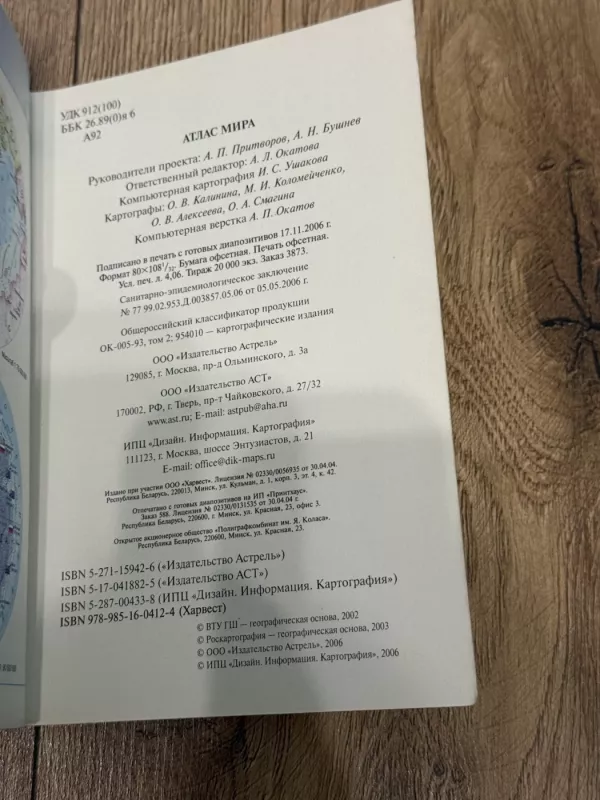 УДК 912(100)
ББК 26.89(0)я 6
А92
АТЛАС МИРА
Руководители проекта: А. П. Притворов, А. Н. Бушнев
Ответственный редактор: А. Л. Окатова
Компьютерная картография И. С. Ушакова
Картографы: О. В. Калинина, М. И. Коломейченко,
О. В. Алексеева, О. А. Смагина
Компьютерная верстка А. П. Окатов
Подписано в печать с готовых диапозитивов 17.11.2006 г.
Формат 80×108¹/₃₂. Бумага офсетная. Печать офсетная.
Усл. печ. л. 4,06. Тираж 20 000 экз. Заказ 3873.
Санитарно-эпидемиологическое заключение
№ 77 99.02.953.Д.003857.05.06 от 05.05.2006 г.
Общероссийский классификатор продукции
ОК-005-93, том 2; 954010 — картографические издания
ООО «Издательство Астрель»
129085, г. Москва, пр-д Ольминского, д. 3а
ООО «Издательство АСТ»
170002, РФ, г. Тверь, пр-т Чайковского, д. 27/32
www.ast.ru; E-mail: astpub@aha.ru
ИПЦ «Дизайн. Информация. Картография»
111123, г. Москва, шоссе Энтузиастов, д. 21
E-mail: office@dik-maps.ru
Издано при участии ООО «Харвест». Лицензия № 02330/0056935 от 30.04.04.
Республика Беларусь, 220013, Минск, ул. Кульман, д. 1, корп. 3, эт. 4, к. 42.
Отпечатано с готовых диапозитивов на ИП «Принтхаус».
Заказ 588. Лицензия № 02330/0131535 от 30.04.04 г.
Республика Беларусь, 220600, г. Минск, ул. Красная, 23, офис 3.
Открытое акционерное общество «Полиграфкомбинат им. Я. Коласа».
Республика Беларусь, 220600, Минск, ул. Красная, 23.
ISBN 5-271-15942-6 («Издательство Астрель»)
ISBN 5-17-041882-5 («Издательство АСТ»)
ISBN 5-287-00433-8 (ИПЦ «Дизайн. Информация. Картография»)
ISBN 978-985-16-0412-4 (Харвест)
© ВТУ ГШ — географическая основа, 2002
© Роскартография — географическая основа, 2003
© ООО «Издательство Астрель», 2006
© ИПЦ «Дизайн. Информация. Картография», 2006